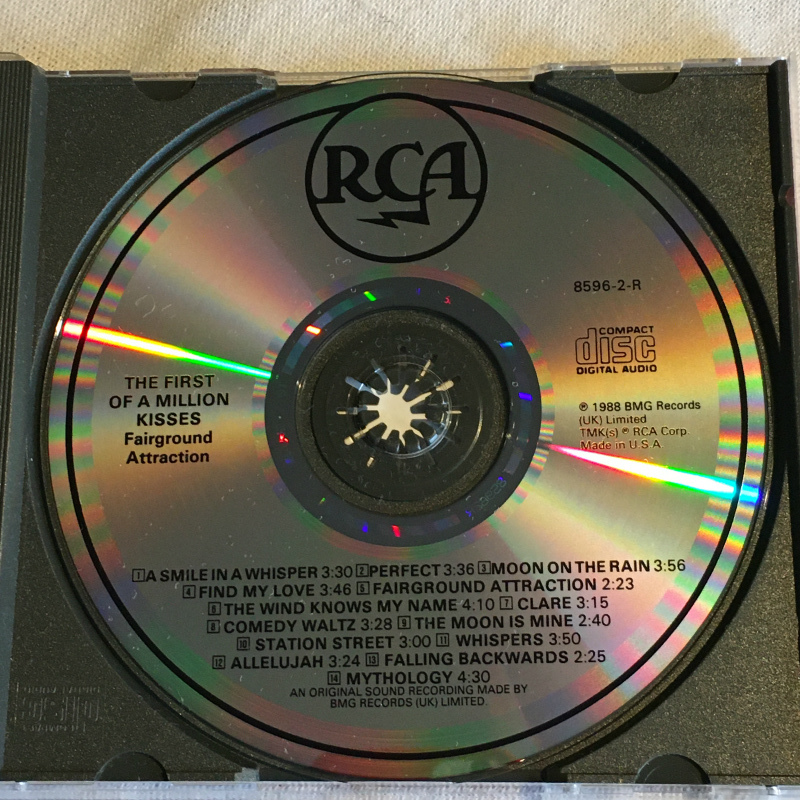 RCA
8596-2-R
COMPACT
disc
DIGITAL AUDIO
THE FIRST
OF A MILLION
KISSES
Fairground
Attraction
℗ 1988 BMG Records
(UK) Limited
TMK(s) ® RCA Corp.
Made in U.S.A.
1 A SMILE IN A WHISPER 3:30 2 PERFECT 3:36 3 MOON ON THE RAIN 3:56
4 FIND MY LOVE 3:46 5 FAIRGROUND ATTRACTION 2:23
6 THE WIND KNOWS MY NAME 4:10 7 CLARE 3:15
8 COMEDY WALTZ 3:28 9 THE MOON IS MINE 2:40
10 STATION STREET 3:00 11 WHISPERS 3:50
12 ALLELUJAH 3:24 13 FALLING BACKWARDS 2:25
14 MYTHOLOGY 4:30
AN ORIGINAL SOUND RECORDING MADE BY
BMG RECORDS (UK) LIMITED.